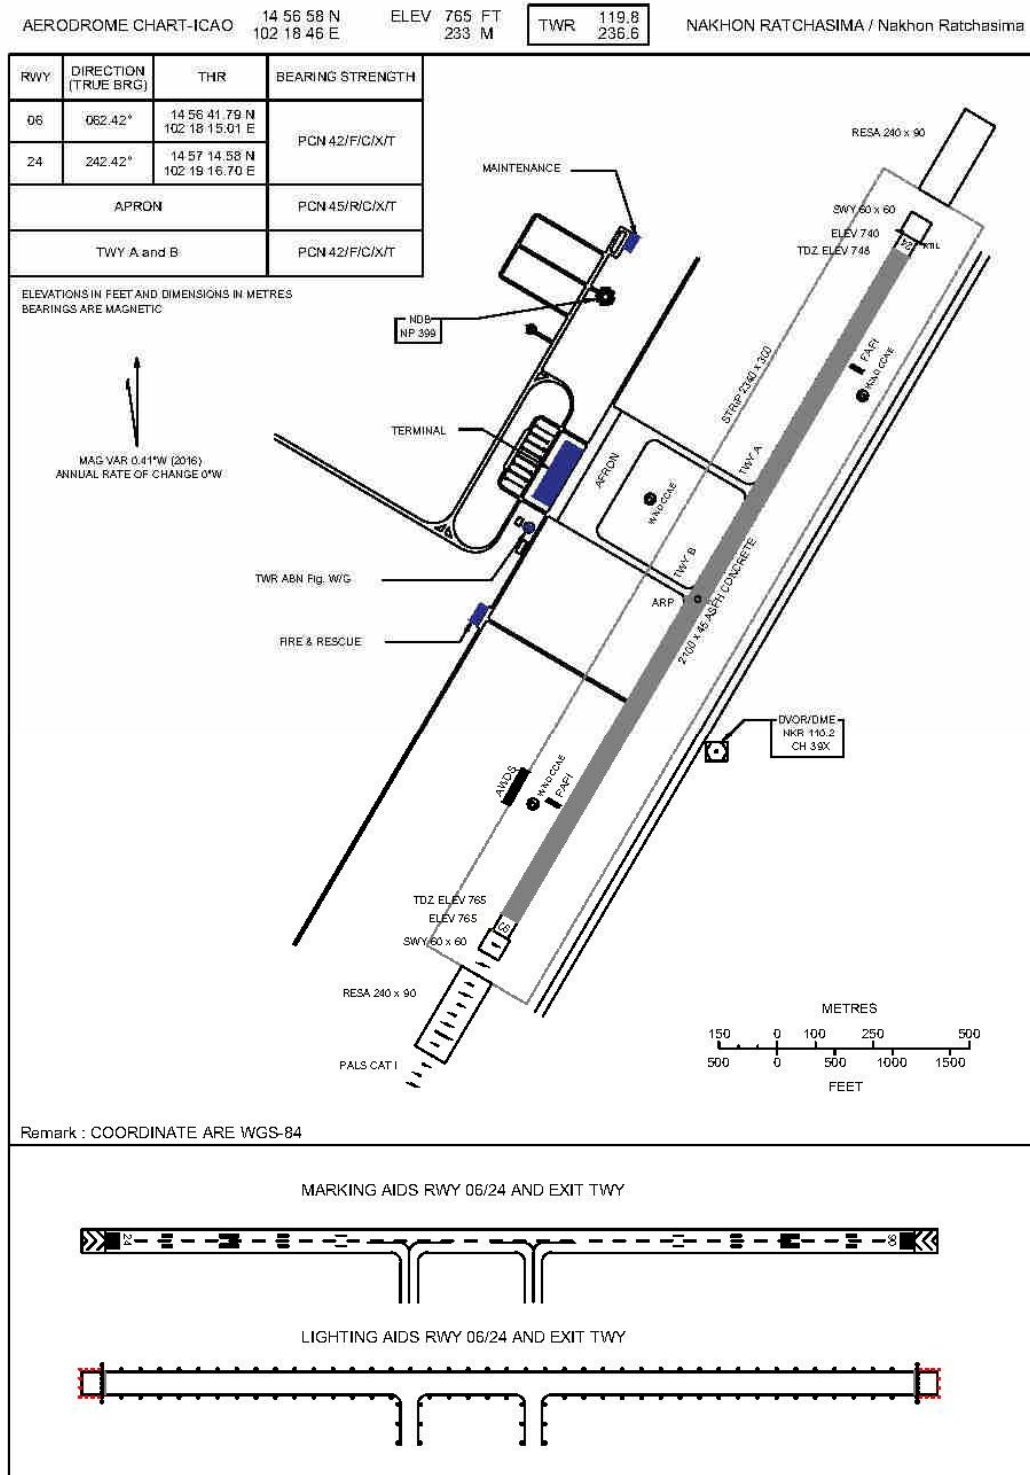 AERODROME CHART-ICAO
14 56 58 N
102 18 46 E
ELEV 765 FT
233 M
TWR
119.8
236.6
NAKHON RATCHASIMA / Nakhon Ratchasima
RWY
DIRECTION
(TRUE BRG)
THR
BEARING STRENGTH
06
062.42°
14 56 41.79 N
102 18 15.01 E
PCN 42/F/C/X/T
24
242.42°
14 57 14.58 N
102 19 16.70 E
APRON
PCN 45/R/C/X/T
TWY A and B
PCN 42/F/C/X/T
ELEVATIONS IN FEET AND DIMENSIONS IN METRES
BEARINGS ARE MAGNETIC
MAG VAR 0.41°W (2016)
ANNUAL RATE OF CHANGE 0°W
RESA 240 x 90
MAINTENANCE
SWY 60 x 60
ELEV 740
TDZ ELEV 748
24
RTIL
NDB
NP 399
PAPI
WIND CONE
STRIP 2340 x 300
TERMINAL
APRON
TWY A
WIND CONE
TWY B
TWR ABN Flg. W/G
ARP
2100 x 45 ASPH CONCRETE
FIRE & RESCUE
DVOR/DME
NKR 110.2
CH 39X
AWOS
WIND CONE
PAPI
TDZ ELEV 765
ELEV 765
SWY 60 x 60
RESA 240 x 90
PALS CAT I
METRES
150 0 100 250 500
500 0 500 1000 1500
FEET
Remark : COORDINATE ARE WGS-84
MARKING AIDS RWY 06/24 AND EXIT TWY
24
06
LIGHTING AIDS RWY 06/24 AND EXIT TWY